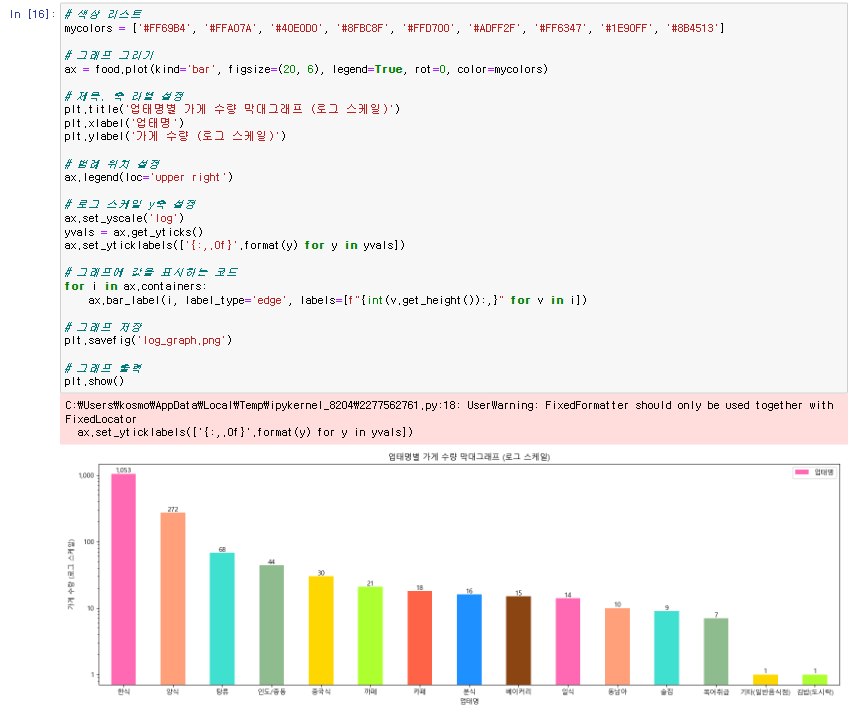 In [16]:
# 색상 리스트
mycolors = ['#FF69B4', '#FFA07A', '#40E0D0', '#8FBC8F', '#FFD700', '#ADFF2F', '#FF6347', '#1E90FF', '#8B4513']
# 그래프 그리기
ax = food.plot(kind='bar', figsize=(20, 6), legend=True, rot=0, color=mycolors)
# 제목, 축 라벨 설정
plt.title('업태명별 가게 수량 막대그래프 (로그 스케일)')
plt.xlabel('업태명')
plt.ylabel('가게 수량 (로그 스케일)')
# 범례 위치 설정
ax.legend(loc='upper right')
# 로그 스케일 y축 설정
ax.set_yscale('log')
yvals = ax.get_yticks()
ax.set_yticklabels(['{:,.0f}'.format(y) for y in yvals])
# 그래프에 값을 표시하는 코드
for i in ax.containers:
    ax.bar_label(i, label_type='edge', labels=[f"{int(v.get_height()):,}" for v in i])
# 그래프 저장
plt.savefig('log_graph.png')
# 그래프 출력
plt.show()
C:₩Users₩kosmo₩AppData₩Local₩Temp₩ipykernel_8204₩2277562761.py:18: UserWarning: FixedFormatter should only be used together with
FixedLocator
  ax.set_yticklabels(['{:,.0f}'.format(y) for y in yvals])
업태명별 가게 수량 막대그래프 (로그 스케일)
업태명
1,053 272 68 44 30 21 18 16 15 14 10 9 7 1 1
1,000
100
10
1
가게 수량 (로그 스케일)
한식 양식 탕류 인도/중동 중국식 까페 카페 분식 베이커리 일식 동남아 술집 복어취급 기타(일반음식점) 김밥(도시락)
업태명